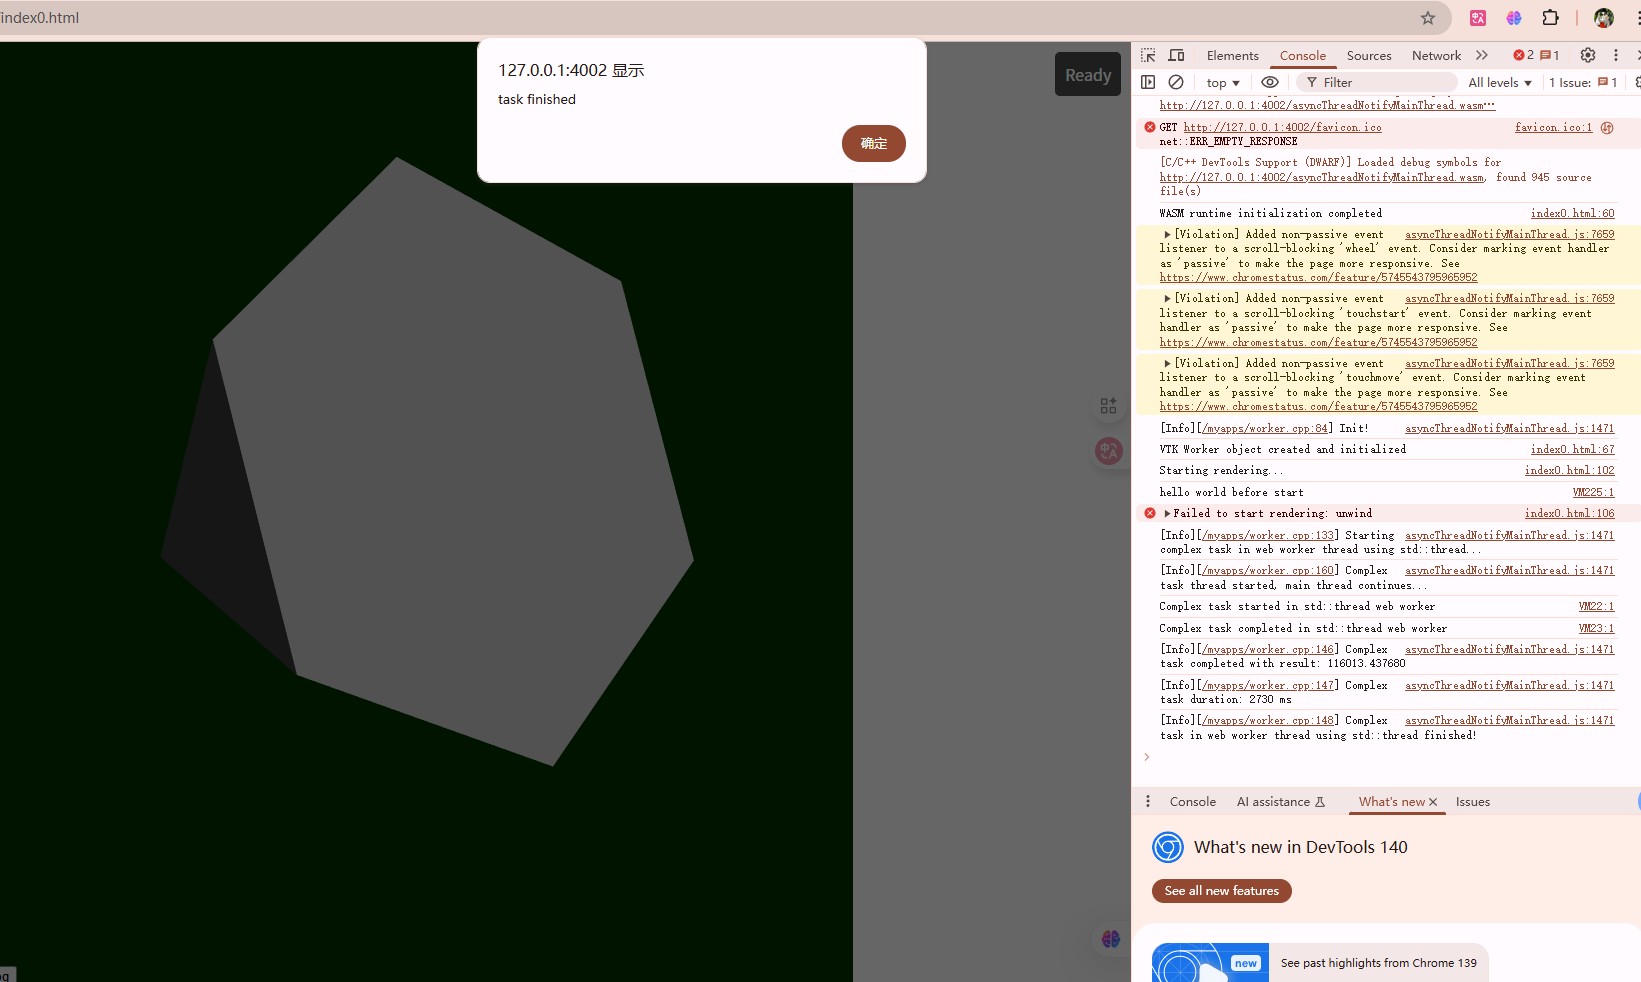 /index0.html
127.0.0.1:4002 显示
task finished
确定
Ready
Elements Console Sources Network 2 1
top Filter All levels 1 Issue: 1
http://127.0.0.1:4002/asyncThreadNotifyMainThread.wasm…
GET http://127.0.0.1:4002/favicon.ico favicon.ico:1
net::ERR_EMPTY_RESPONSE
[C/C++ DevTools Support (DWARF)] Loaded debug symbols for
http://127.0.0.1:4002/asyncThreadNotifyMainThread.wasm, found 945 source
file(s)
WASM runtime initialization completed index0.html:60
[Violation] Added non-passive event asyncThreadNotifyMainThread.js:7659
listener to a scroll-blocking 'wheel' event. Consider marking event handler
as 'passive' to make the page more responsive. See
https://www.chromestatus.com/feature/5745543795965952
[Violation] Added non-passive event asyncThreadNotifyMainThread.js:7659
listener to a scroll-blocking 'touchstart' event. Consider marking event
handler as 'passive' to make the page more responsive. See
https://www.chromestatus.com/feature/5745543795965952
[Violation] Added non-passive event asyncThreadNotifyMainThread.js:7659
listener to a scroll-blocking 'touchmove' event. Consider marking event
handler as 'passive' to make the page more responsive. See
https://www.chromestatus.com/feature/5745543795965952
[Info][/myapps/worker.cpp:84] Init! asyncThreadNotifyMainThread.js:1471
VTK Worker object created and initialized index0.html:67
Starting rendering... index0.html:102
hello world before start VM225:1
Failed to start rendering: unwind index0.html:106
[Info][/myapps/worker.cpp:133] Starting asyncThreadNotifyMainThread.js:1471
complex task in web worker thread using std::thread...
[Info][/myapps/worker.cpp:160] Complex asyncThreadNotifyMainThread.js:1471
task thread started, main thread continues...
Complex task started in std::thread web worker VM22:1
Complex task completed in std::thread web worker VM23:1
[Info][/myapps/worker.cpp:146] Complex asyncThreadNotifyMainThread.js:1471
task completed with result: 116013.437680
[Info][/myapps/worker.cpp:147] Complex asyncThreadNotifyMainThread.js:1471
task duration: 2730 ms
[Info][/myapps/worker.cpp:148] Complex asyncThreadNotifyMainThread.js:1471
task in web worker thread using std::thread finished!
Console AI assistance What's new Issues
What's new in DevTools 140
See all new features
new See past highlights from Chrome 139